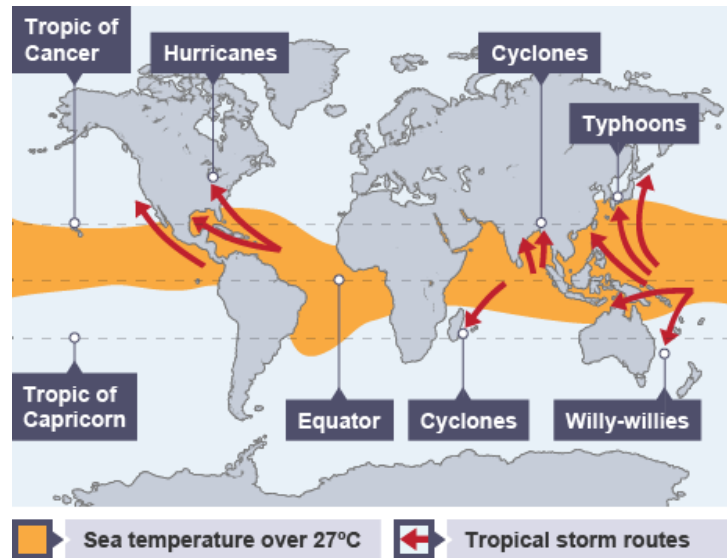 Tropic of
Cancer
Hurricanes
Cyclones
Typhoons
Tropic of
Capricorn
Equator
Cyclones
Willy-willies
Sea temperature over 27ºC
Tropical storm routes